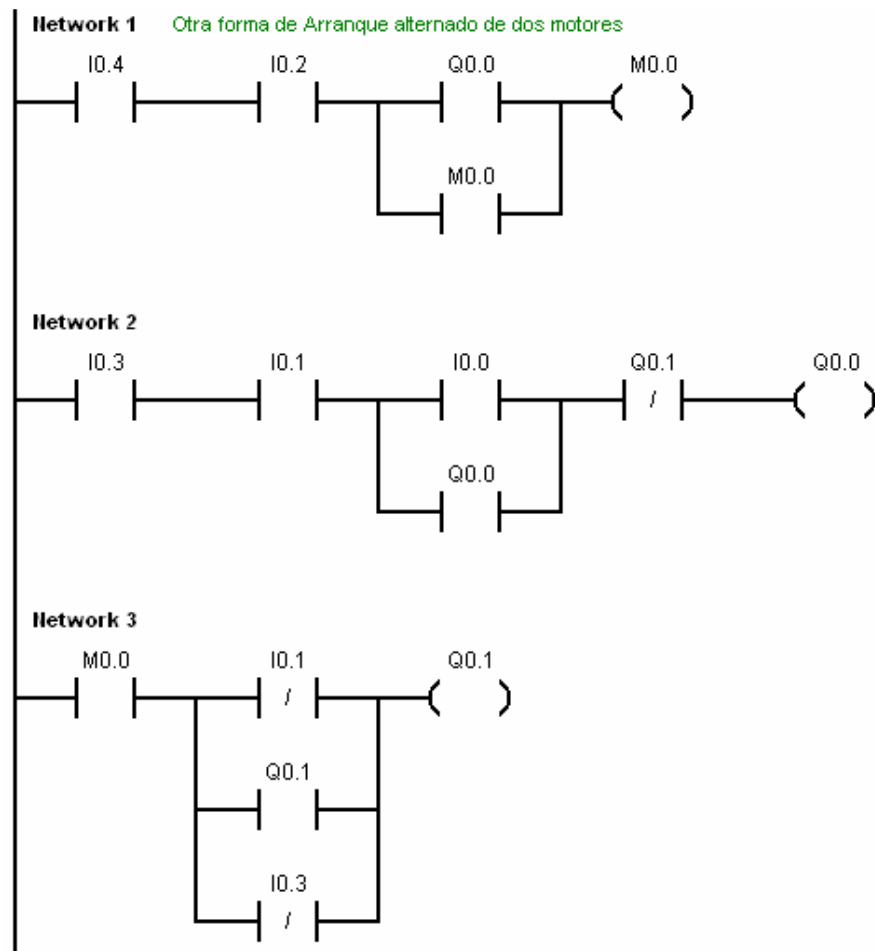 Network 1 Otra forma de Arranque alternado de dos motores
I0.4 I0.2 Q0.0 M0.0
M0.0
Network 2
I0.3 I0.1 I0.0 Q0.1 Q0.0
/
Q0.0
Network 3
M0.0 I0.1 Q0.1
/
Q0.1
I0.3
/